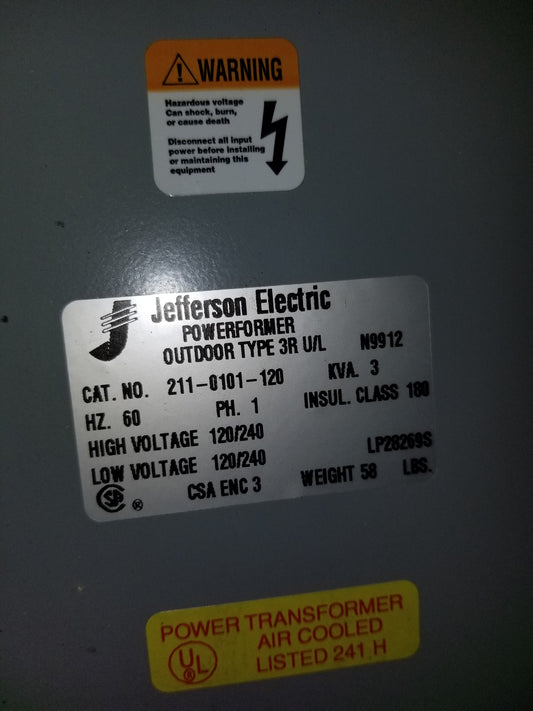 WARNING
Hazardous voltage
Can shock, burn,
or cause death
Disconnect all input
power before installing
or maintaining this
equipment
Jefferson Electric
POWERFORMER
OUTDOOR TYPE 3R U/L N9912
CAT. NO. 211-0101-120 KVA. 3
HZ. 60 PH. 1 INSUL. CLASS 180
HIGH VOLTAGE 120/240
LOW VOLTAGE 120/240 LP28269S
CSA ENC 3 WEIGHT 58 LBS.
SA ®
POWER TRANSFORMER
AIR COOLED
UL ® LISTED 241 H